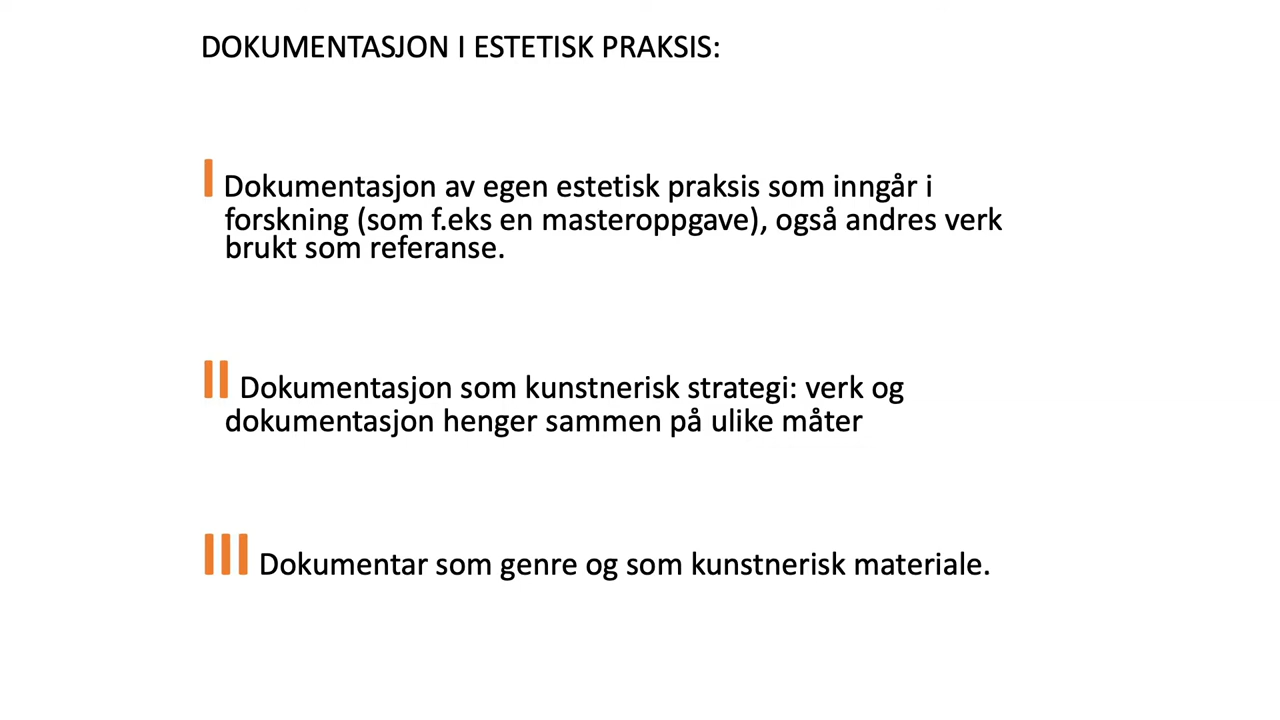 DOKUMENTASJON I ESTETISK PRAKSIS:
I Dokumentasjon av egen estetisk praksis som inngår i
forskning (som f.eks en masteroppgave), også andres verk
brukt som referanse.
II Dokumentasjon som kunstnerisk strategi: verk og
dokumentasjon henger sammen på ulike måter
III Dokumentar som genre og som kunstnerisk materiale.